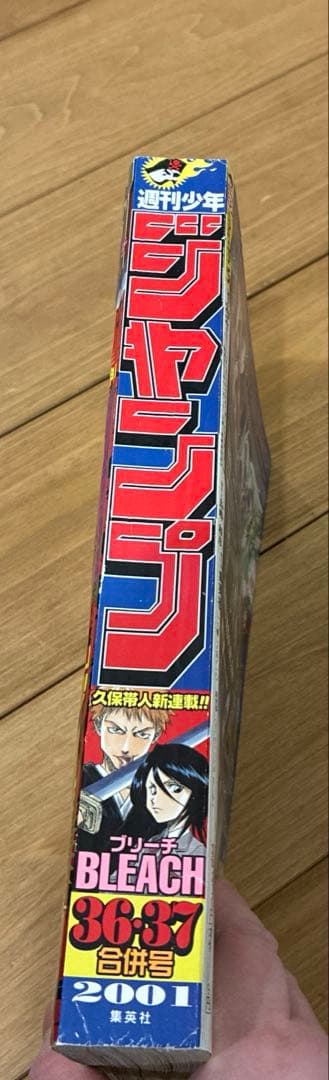 週刊少年
ジャンプ
久保帯人新連載!!
ブリーチ
BLEACH
36・37
合併号
2001
集英社